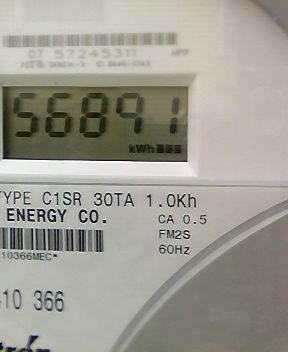 07 57245311
56891
kWh
TYPE C1SR 30TA 1.0Kh
ENERGY CO. CA 0.5
FM2S
10366MEC* 60Hz
10 366